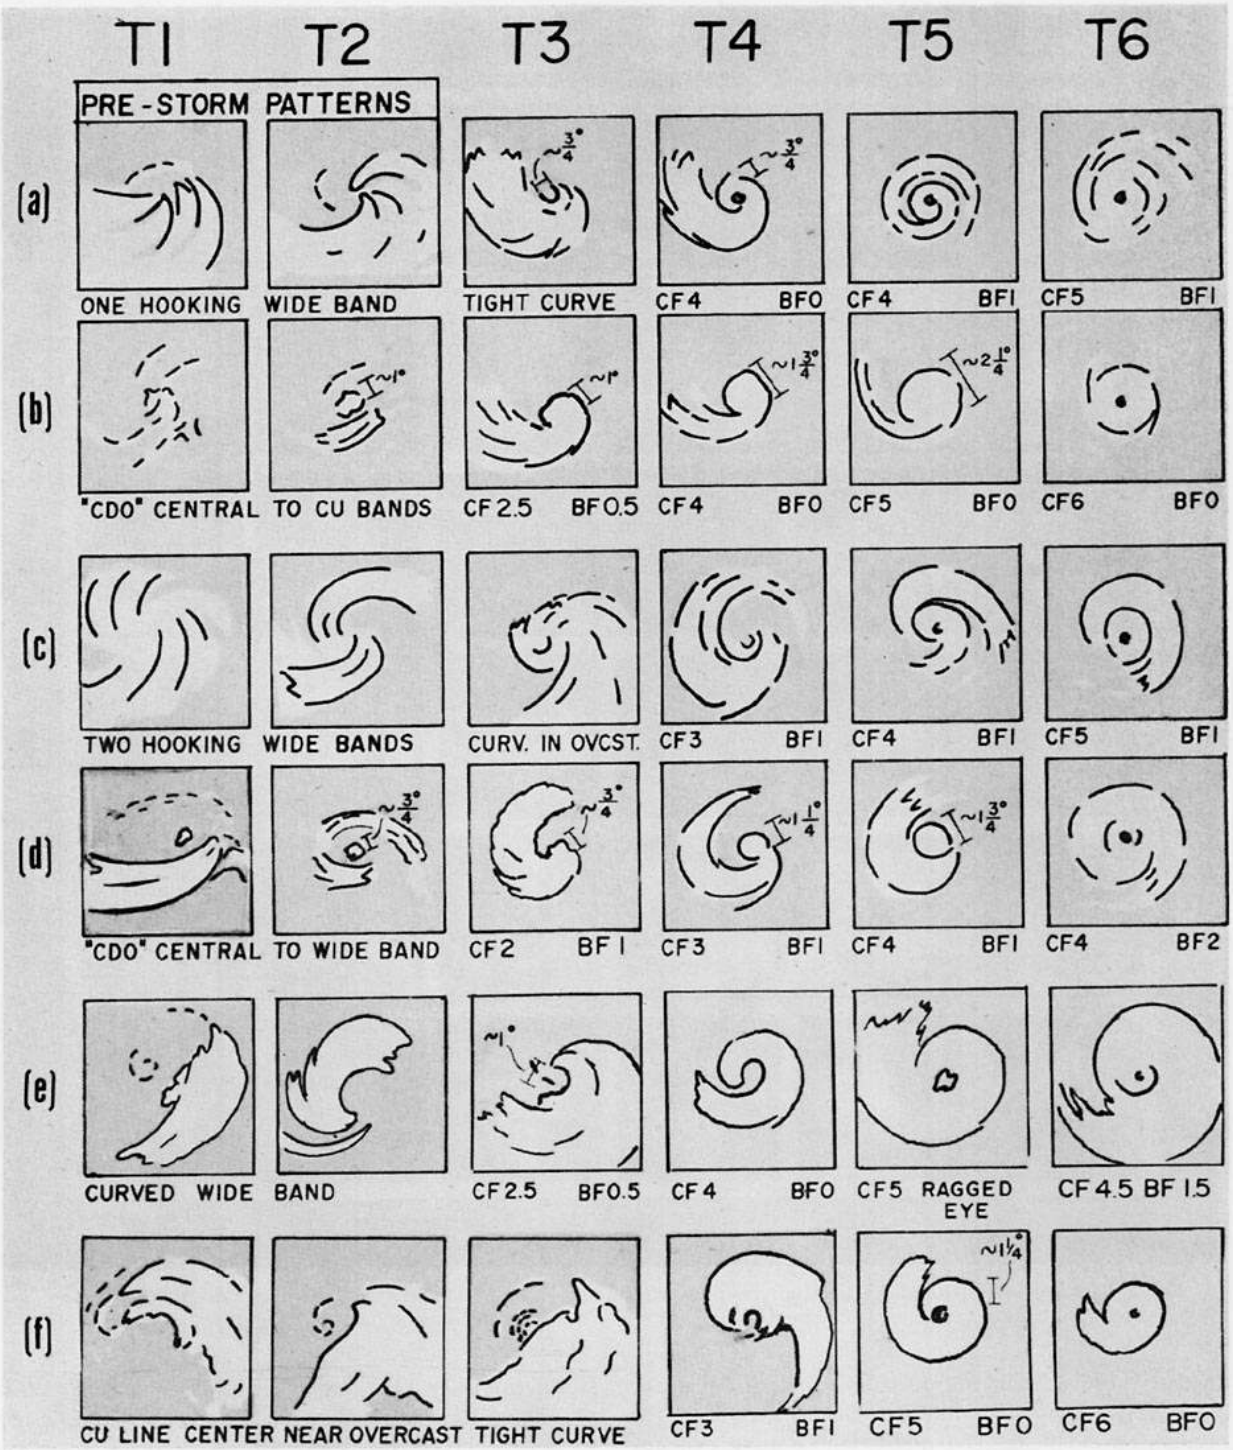 T1 T2 T3 T4 T5 T6
PRE-STORM PATTERNS
(a)
~3/4°
~3/4°
ONE HOOKING WIDE BAND TIGHT CURVE CF4 BF0 CF4 BF1 CF5 BF1
(b)
~1°
~1°
~1 3/4°
~2 1/4°
"CDO" CENTRAL TO CU BANDS CF2.5 BF0.5 CF4 BF0 CF5 BF0 CF6 BF0
(c)
TWO HOOKING WIDE BANDS CURV. IN OVCST. CF3 BF1 CF4 BF1 CF5 BF1
(d)
~3/4°
~3/4°
~1 1/4°
~1 3/4°
"CDO" CENTRAL TO WIDE BAND CF2 BF1 CF3 BF1 CF4 BF1 CF4 BF2
(e)
~1°
CURVED WIDE BAND CF2.5 BF0.5 CF4 BF0 CF5 RAGGED CF4.5 BF1.5
EYE
(f)
~1 1/4°
CU LINE CENTER NEAR OVERCAST TIGHT CURVE CF3 BF1 CF5 BF0 CF6 BF0